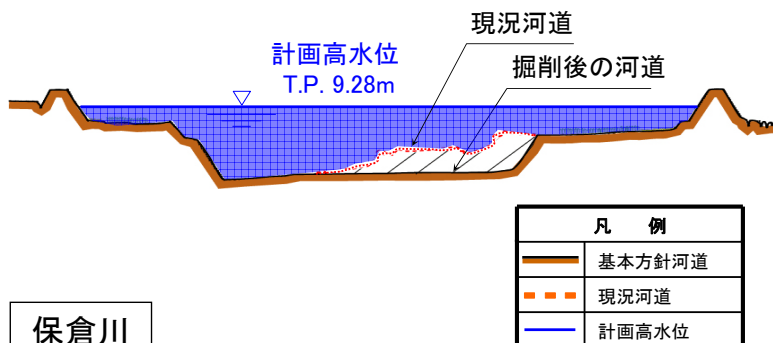 現況河道
計画高水位
T.P. 9.28m
掘削後の河道
凡 例
基本方針河道
現況河道
計画高水位
保倉川